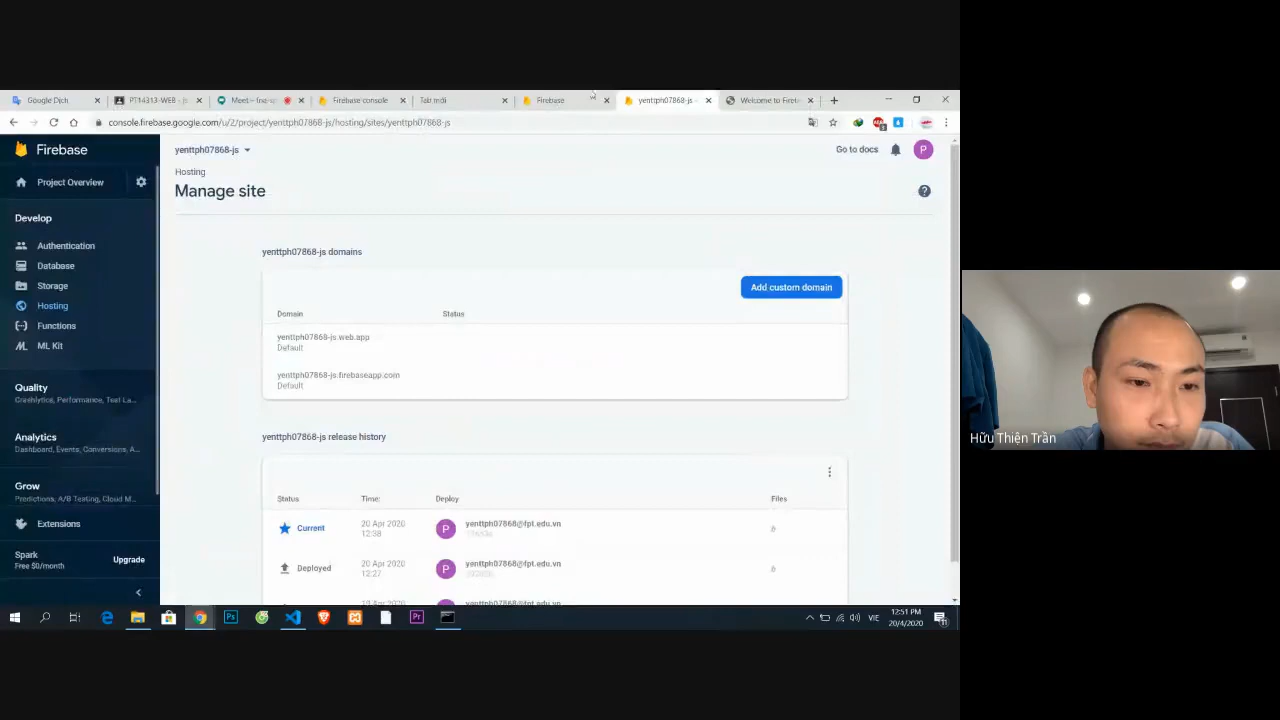 Google Dịch
PT14313-WEB - js
Firebase console
Firebase
yenttph07868-js
Welcome to Fire
console.firebase.google.com/u/2/project/yenttph07868-js/hosting/sites/yenttph07868-js
Firebase
yenttph07868-js
Go to docs
P
Project Overview
Hosting
Manage site
Develop
Authentication
Database
Storage
Hosting
Functions
ML Kit
yenttph07868-js domains
Add custom domain
Domain
Status
yenttph07868-js.web.app
Default
yenttph07868-js.firebaseapp.com
Default
Quality
Crashlytics, Performance, Test La...
Analytics
Dashboard, Events, Conversions, A...
Grow
Predictions, A/B Testing, Cloud M...
Extensions
Spark
Free $0/month
Upgrade
yenttph07868-js release history
Status
Time
Deploy
Files
Current
20 Apr 2020
12:38
P
yenttph07868@fpt.edu.vn
Deployed
20 Apr 2020
12:27
P
yenttph07868@fpt.edu.vn
yenttph07868@fpt.edu.vn
VIE
12:51 PM
20/4/2020
Hữu Thiện Trần